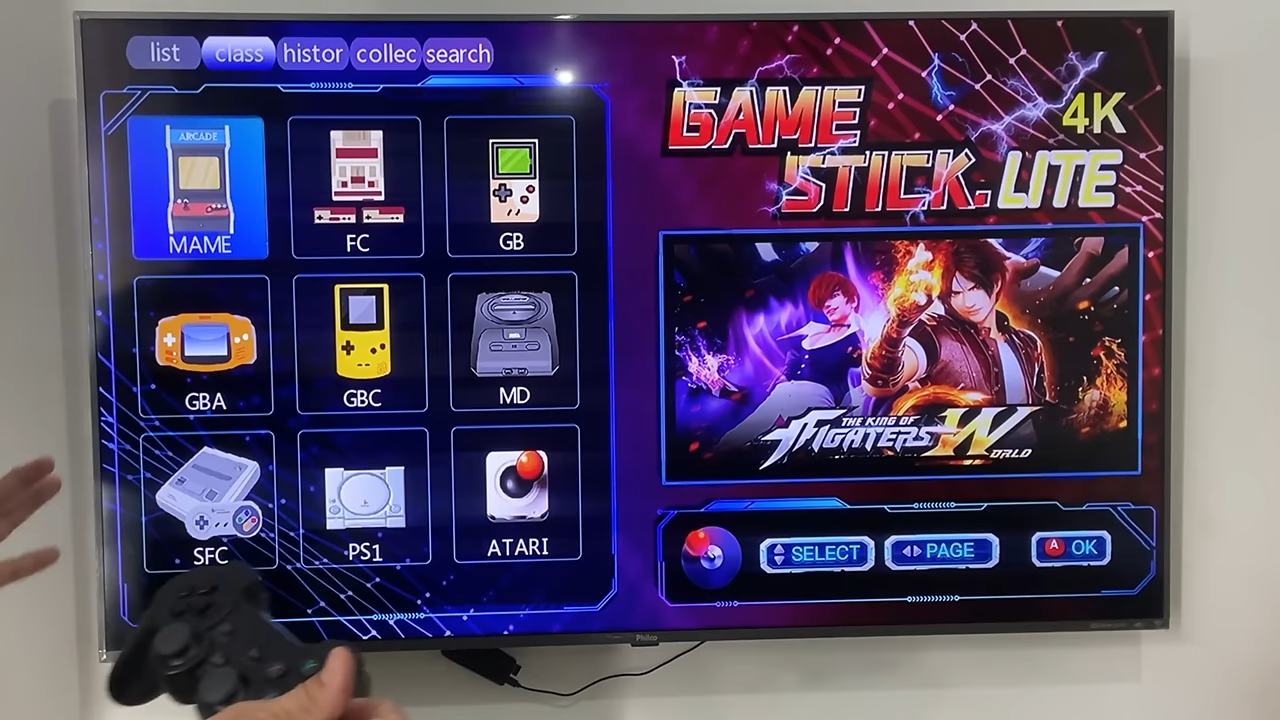 list class histor collec search
GAME
STICK. LITE
4K
ARCADE
MAME
FC
GB
GBA
GBC
MD
SFC
PS1
ATARI
THE KING OF
FIGHTERS WORLD
SELECT
PAGE
A OK
Philco